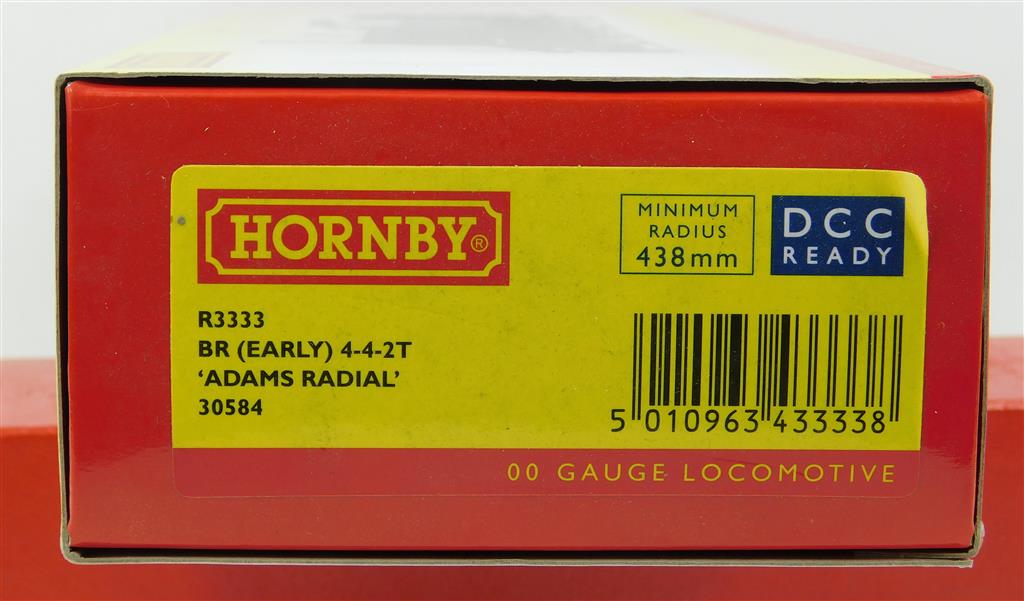 HORNBY®
MINIMUM
RADIUS
438mm
DCC
READY
R3333
BR (EARLY) 4-4-2T
‘ADAMS RADIAL’
30584
5 010963 433338
00 GAUGE LOCOMOTIVE